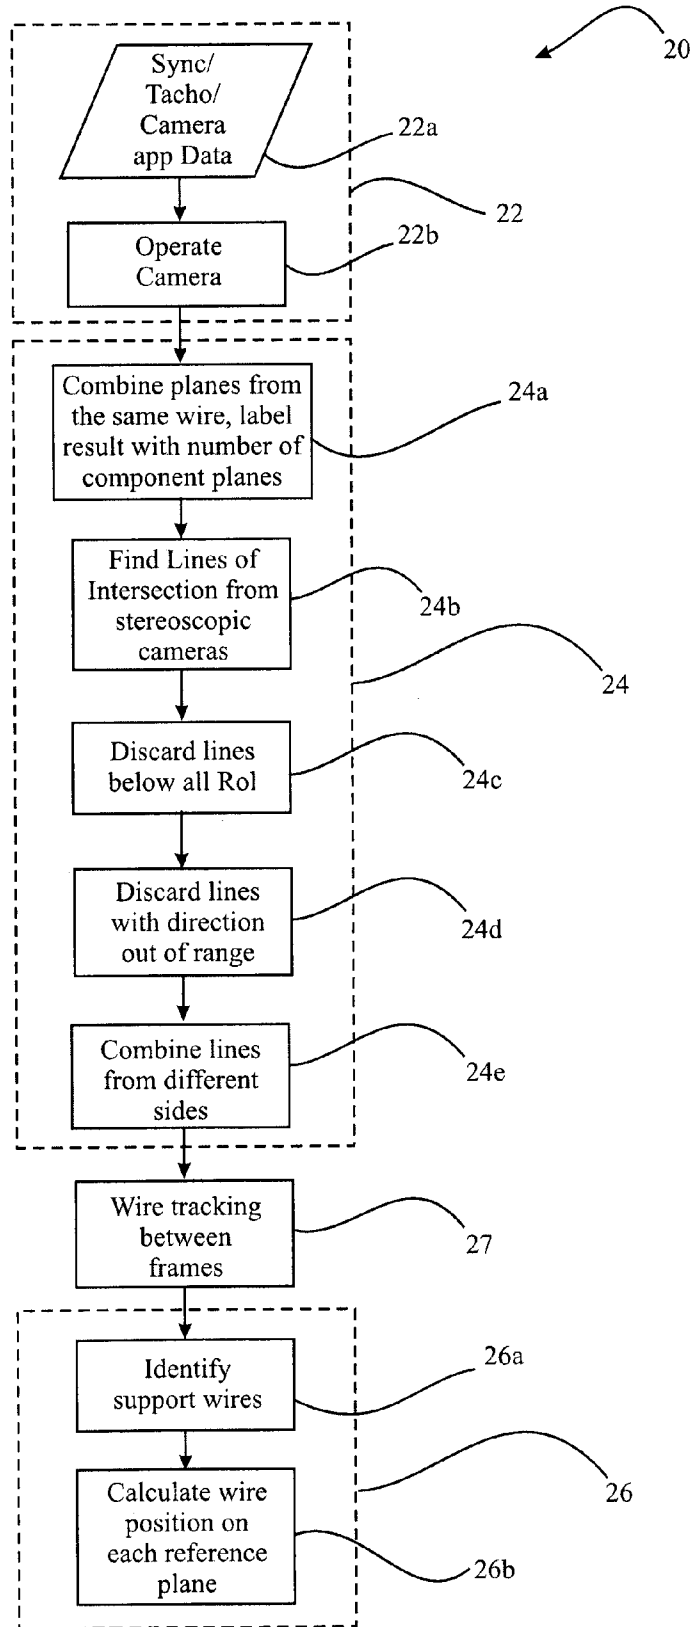 20
Sync/
Tacho/
Camera
app Data
22a
22
Operate
Camera
22b
Combine planes from
the same wire, label
result with number of
component planes
24a
Find Lines of
Intersection from
stereoscopic
cameras
24b
24
Discard lines
below all RoI
24c
Discard lines
with direction
out of range
24d
Combine lines
from different
sides
24e
Wire tracking
between
frames
27
Identify
support wires
26a
Calculate wire
position on
each reference
plane
26
26b